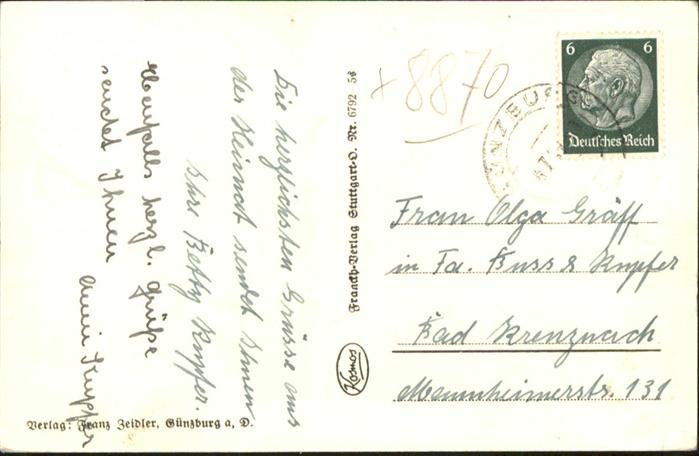 Die herzlichsten Grüsse aus
der Heimat sendet Ihnen
Ihre Betty Kupfer.
Ebenfalls herzl. Grüße
sendet Ihnen
Kupfer
Verlag: Franz Zeidler, Günzburg a. D.
Franckh-Verlag Stuttgart-O. Nr. 6792 56
Kosmos
+ 8870
6 6
Deutsches Reich
GÜNZBURG
Frau Olga Gräff
in Fa. Buss & Kupfer
Bad Kreuznach
Mannheimerstr. 131